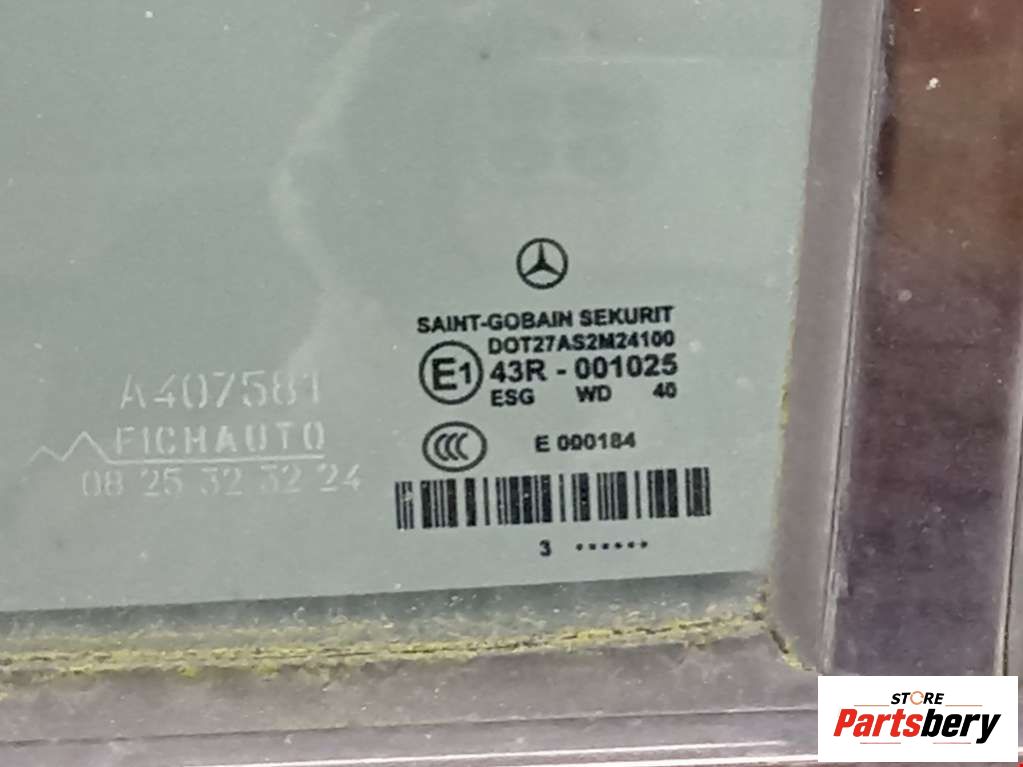 SAINT-GOBAIN SEKURIT
DOT27AS2M24100
E1 43R - 001025
ESG WD 40
CCC E 000184
3 ······
A407581
FICHAUTO
08 25 32 32 24
STORE
Partsbery